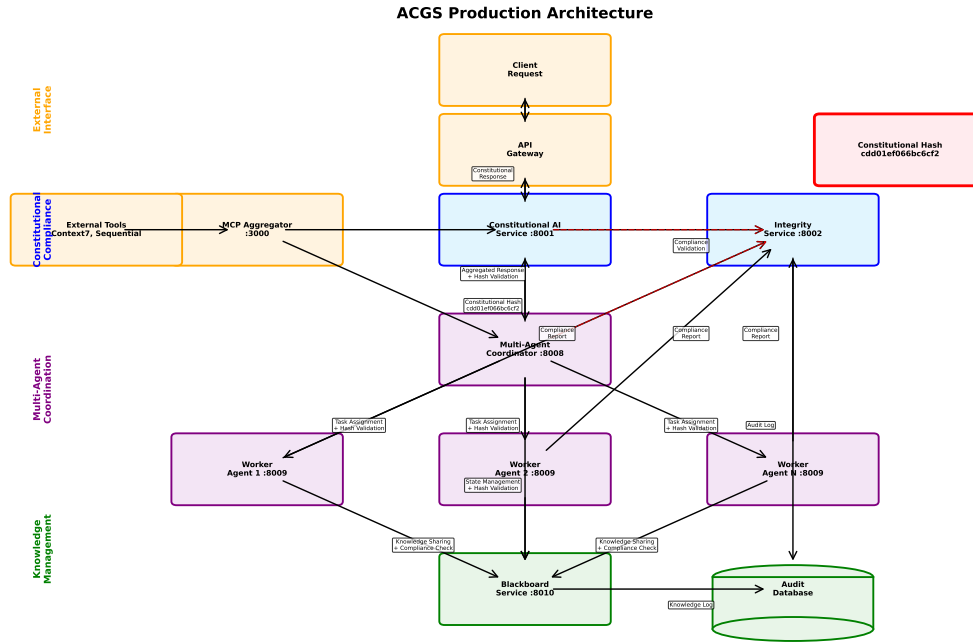 ACGS Production Architecture
External
Interface
Client
Request
API
Gateway
Constitutional
Response
Constitutional Hash
cdd01ef066bc6cf2
Constitutional
Compliance
External Tools
Context7, Sequential
MCP Aggregator
:3000
Constitutional AI
Service :8001
Integrity
Service :8002
Compliance
Validation
Aggregated Response
+ Hash Validation
Constitutional Hash
cdd01ef066bc6cf2
Multi-Agent
Coordination
Multi-Agent
Coordinator :8008
Compliance
Report
Compliance
Report
Compliance
Report
Task Assignment
+ Hash Validation
Task Assignment
+ Hash Validation
Task Assignment
+ Hash Validation
Audit Log
Worker
Agent 1 :8009
Worker
Agent 2 :8009
Worker
Agent N :8009
State Management
+ Hash Validation
Knowledge
Management
Knowledge Sharing
+ Compliance Check
Knowledge Sharing
+ Compliance Check
Blackboard
Service :8010
Audit
Database
Knowledge Log